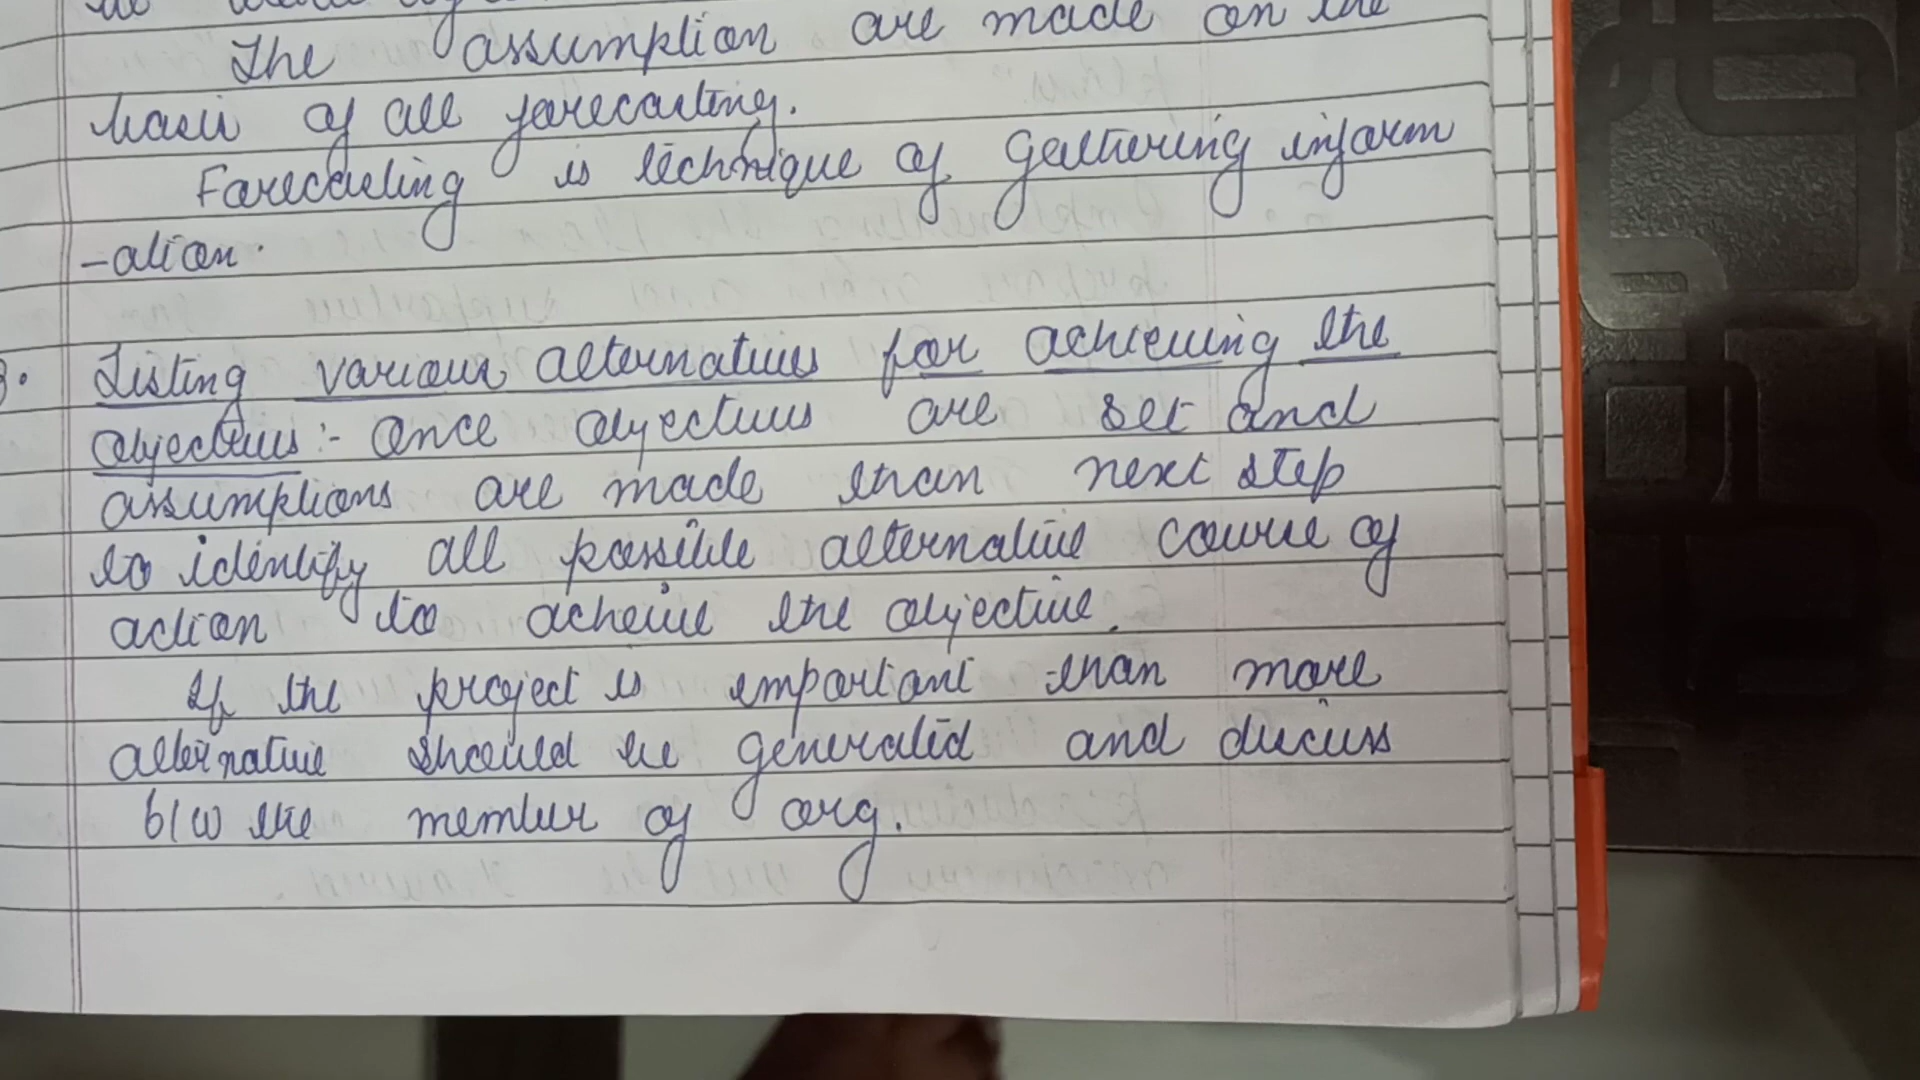 The assumption are made on the
basis of all forecasting.
Forecasting is technique of gathering inform
-ation.
3. Listing various alternatives for achieving the
objectives :- Once objectives are set and
assumptions are made than next step
to identify all possible alternative course of
action to acheive the objective.
If the project is important than more
alternative should be generated and discuss
b/w the member of org.